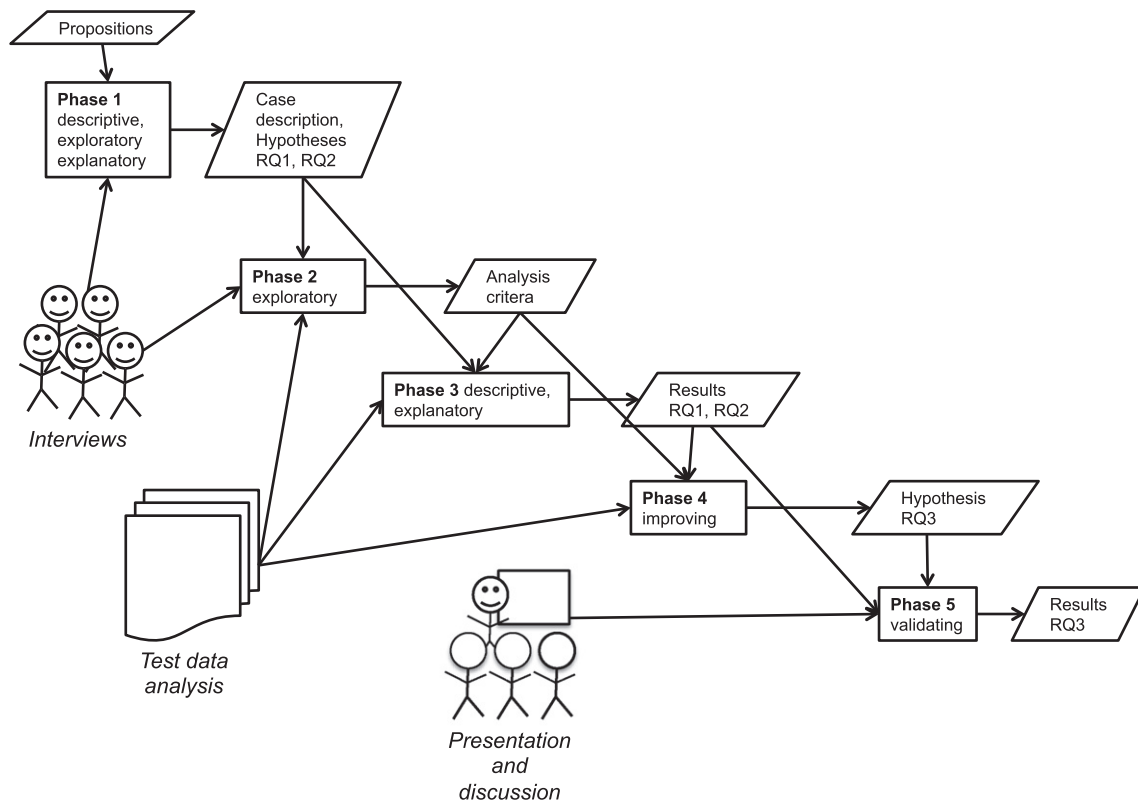 Propositions
Phase 1
descriptive,
exploratory
explanatory
Case
description,
Hypotheses
RQ1, RQ2
Phase 2
exploratory
Analysis
critera
Interviews
Phase 3 descriptive,
explanatory
Results
RQ1, RQ2
Phase 4
improving
Hypothesis
RQ3
Phase 5
validating
Results
RQ3
Test data
analysis
Presentation
and
discussion